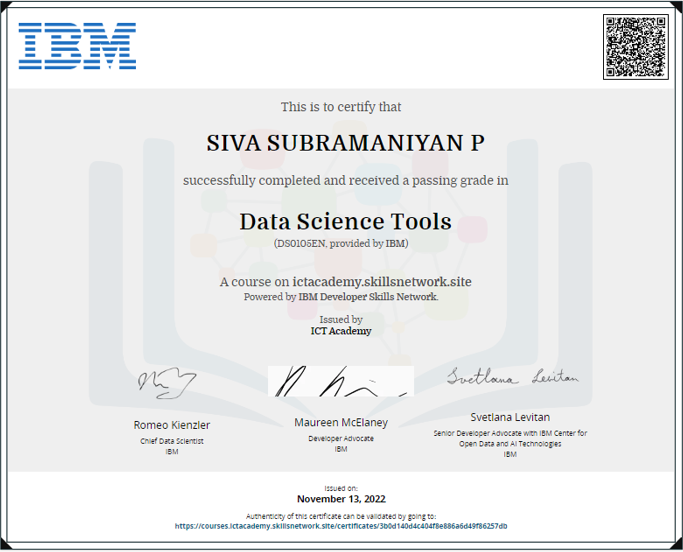 IBM
This is to certify that
SIVA SUBRAMANIYAN P
successfully completed and received a passing grade in
Data Science Tools
(DS0105EN, provided by IBM)
A course on ictacademy.skillsnetwork.site
Powered by IBM Developer Skills Network.
Issued by
ICT Academy
Svetlana Levitan
Romeo Kienzler
Chief Data Scientist
IBM
Maureen McElaney
Developer Advocate
IBM
Svetlana Levitan
Senior Developer Advocate with IBM Center for
Open Data and AI Technologies
IBM
Issued on:
November 13, 2022
Authenticity of this certificate can be validated by going to:
https://courses.ictacademy.skillsnetwork.site/certificates/3b0d140d4c404f8e886a6d49f86257db